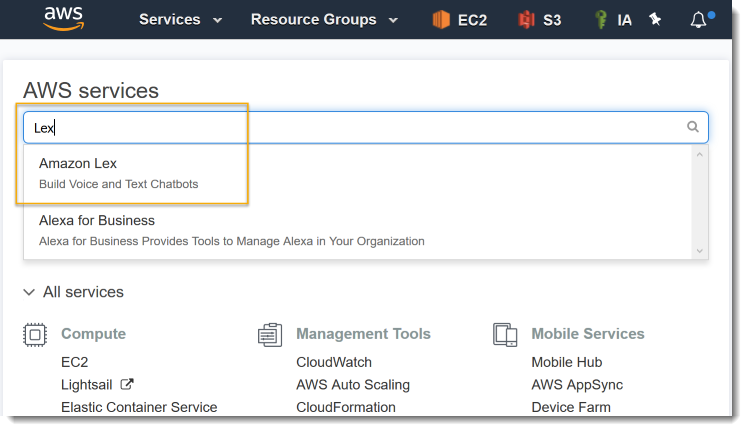 aws Services Resource Groups EC2 S3 IA
AWS services
Lex
Amazon Lex
Build Voice and Text Chatbots
Alexa for Business
Alexa for Business Provides Tools to Manage Alexa in Your Organization
All services
Compute Management Tools Mobile Services
EC2 CloudWatch Mobile Hub
Lightsail AWS Auto Scaling AWS AppSync
Elastic Container Service CloudFormation Device Farm